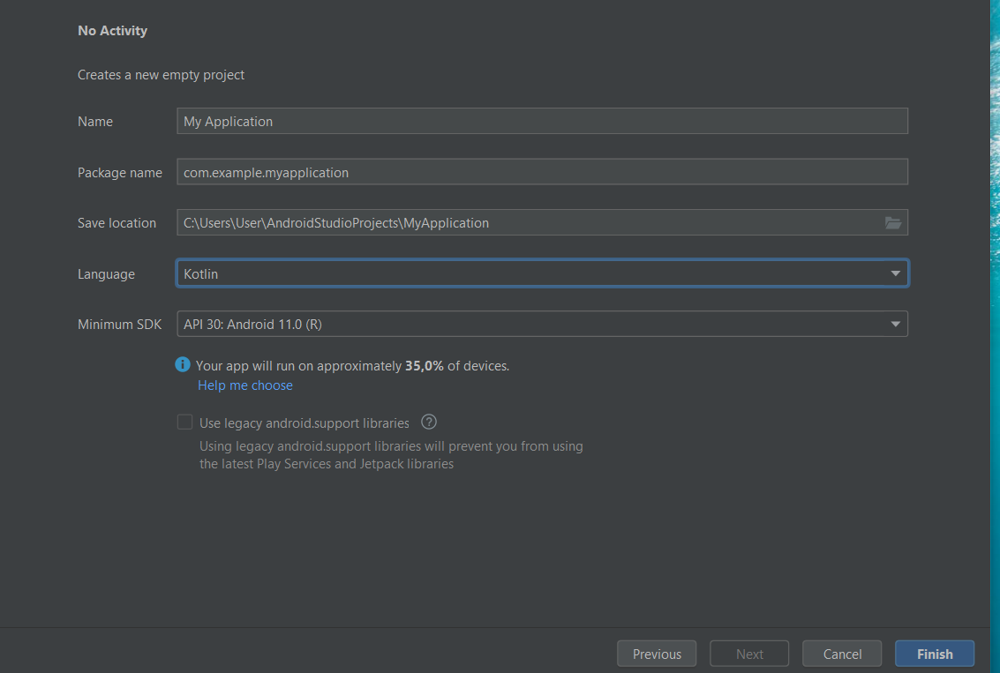 No Activity
Creates a new empty project
Name My Application
Package name com.example.myapplication
Save location C:\Users\User\AndroidStudioProjects\MyApplication
Language Kotlin
Minimum SDK API 30: Android 11.0 (R)
i Your app will run on approximately 35,0% of devices.
Help me choose
Use legacy android.support libraries ?
Using legacy android.support libraries will prevent you from using
the latest Play Services and Jetpack libraries
Previous Next Cancel Finish